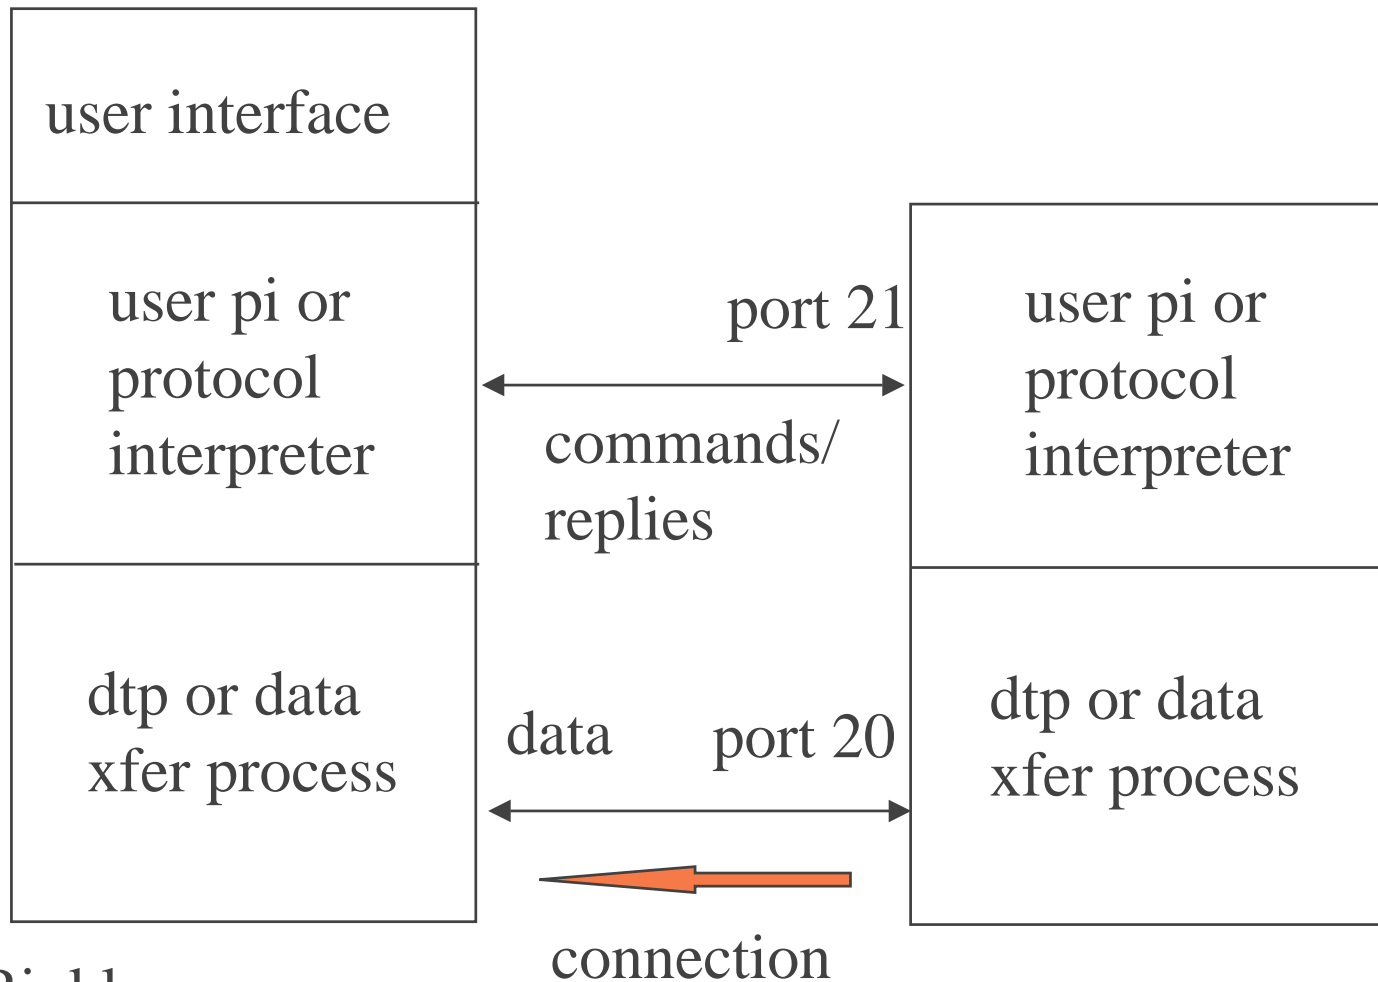 user interface
user pi or
protocol
interpreter
port 21
commands/
replies
user pi or
protocol
interpreter
dtp or data
xfer process
data
port 20
dtp or data
xfer process
connection